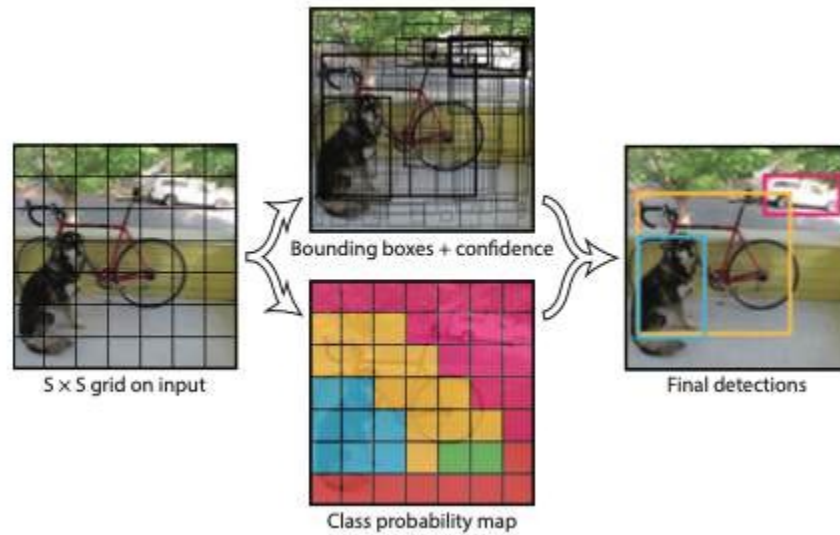 Bounding boxes + confidence
S × S grid on input
Final detections
Class probability map